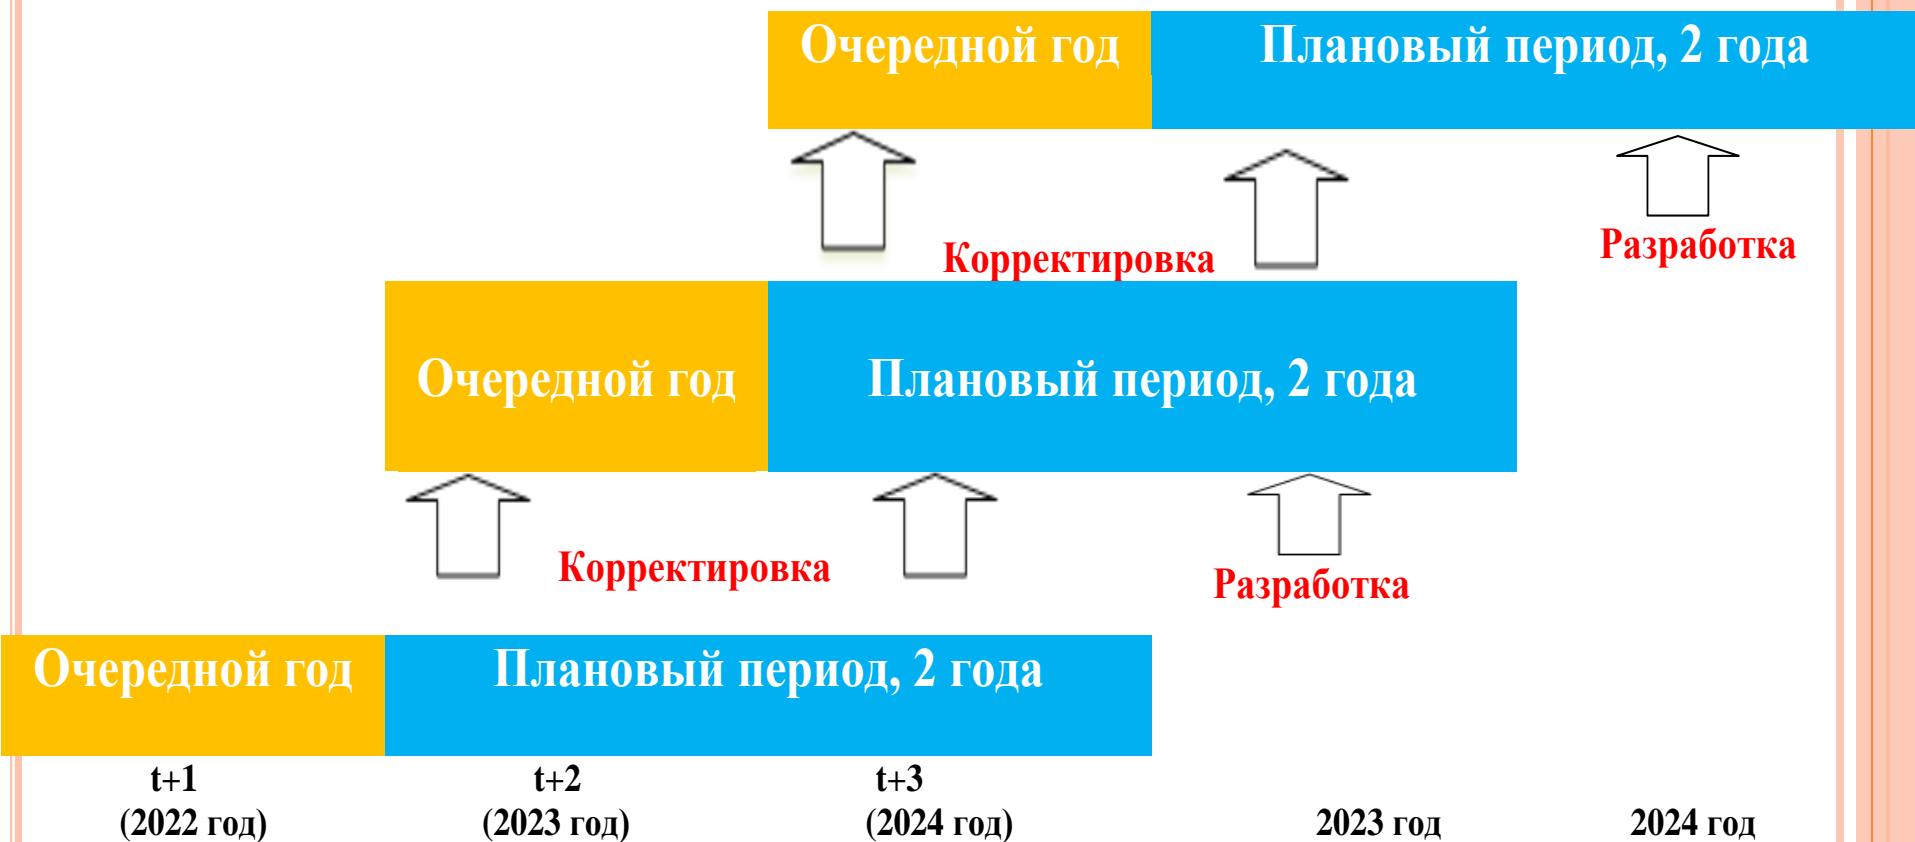 Очередной год
Плановый период, 2 года
Корректировка
Разработка
Очередной год
Плановый период, 2 года
Корректировка
Разработка
Очередной год
Плановый период, 2 года
t+1
t+2
t+3
(2022 год)
(2023 год)
(2024 год)
2023 год
2024 год